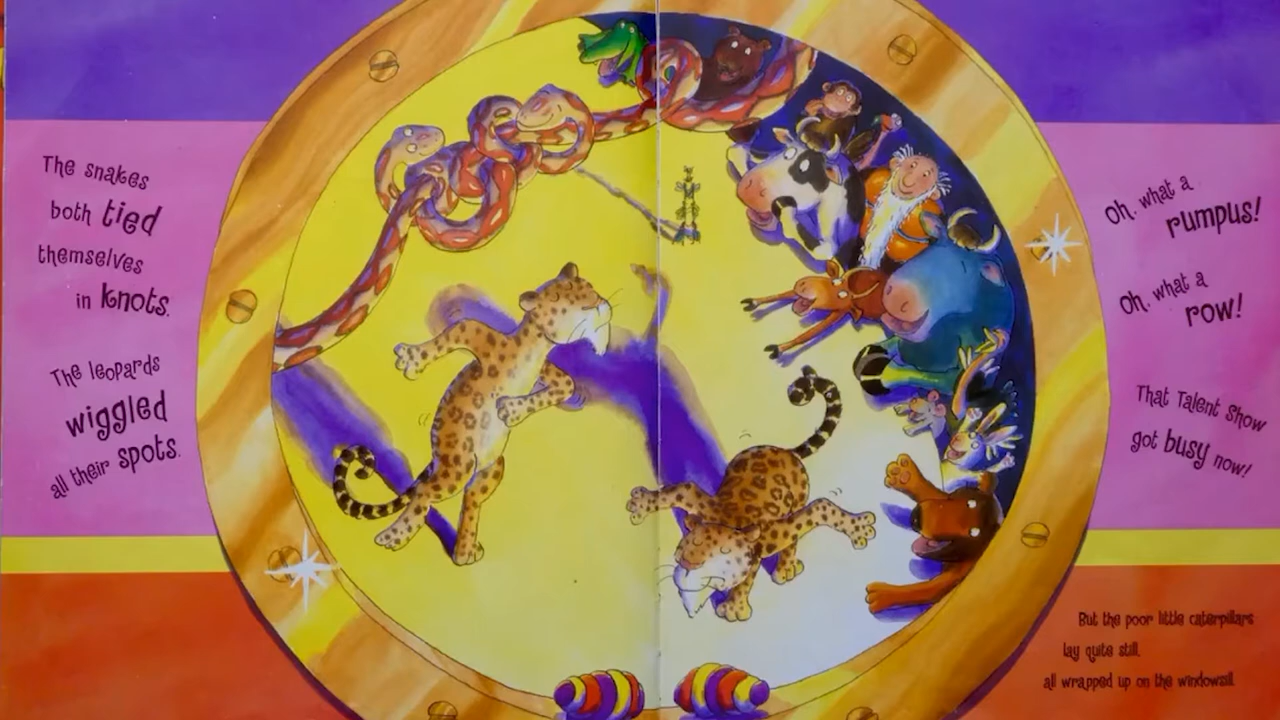 The snakes
both tied
themselves
in knots.
The leopards
wiggled
all their spots.
Oh, what a
rumpus!
Oh, what a
row!
That Talent Show
got busy now!
But the poor little caterpillars
lay quite still,
all wrapped up on the windowsill.